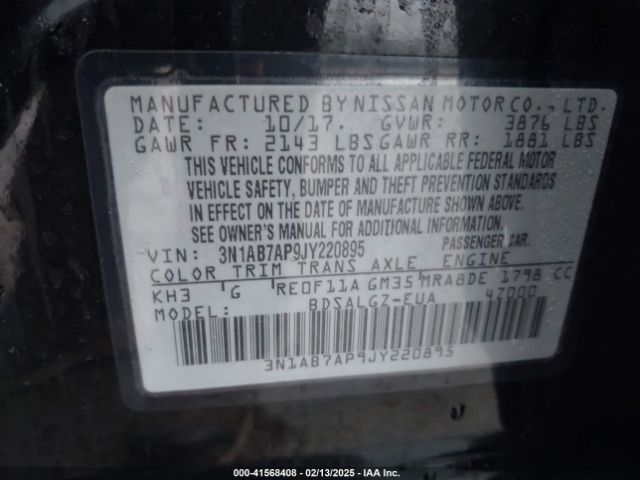 MANUFACTURED BY NISSAN MOTOR CO., LTD.
DATE: 10/17. GVWR: 3876 LBS
GAWR FR: 2143 LBS GAWR RR: 1881 LBS
THIS VEHICLE CONFORMS TO ALL APPLICABLE FEDERAL MOTOR
VEHICLE SAFETY, BUMPER AND THEFT PREVENTION STANDARDS
IN EFFECT ON THE DATE OF MANUFACTURE SHOWN ABOVE.
SEE OWNER'S MANUAL FOR ADDITIONAL INFORMATION.
VIN: 3N1AB7AP9JY220895 PASSENGER CAR.
COLOR TRIM TRANS AXLE ENGINE
KH3 G RE0F11A GM35 MRA8DE 1798 CC
MODEL: BDSALGZ-EUA 47000
3N1AB7AP9JY220895
000-41568408 - 02/13/2025 - IAA Inc.